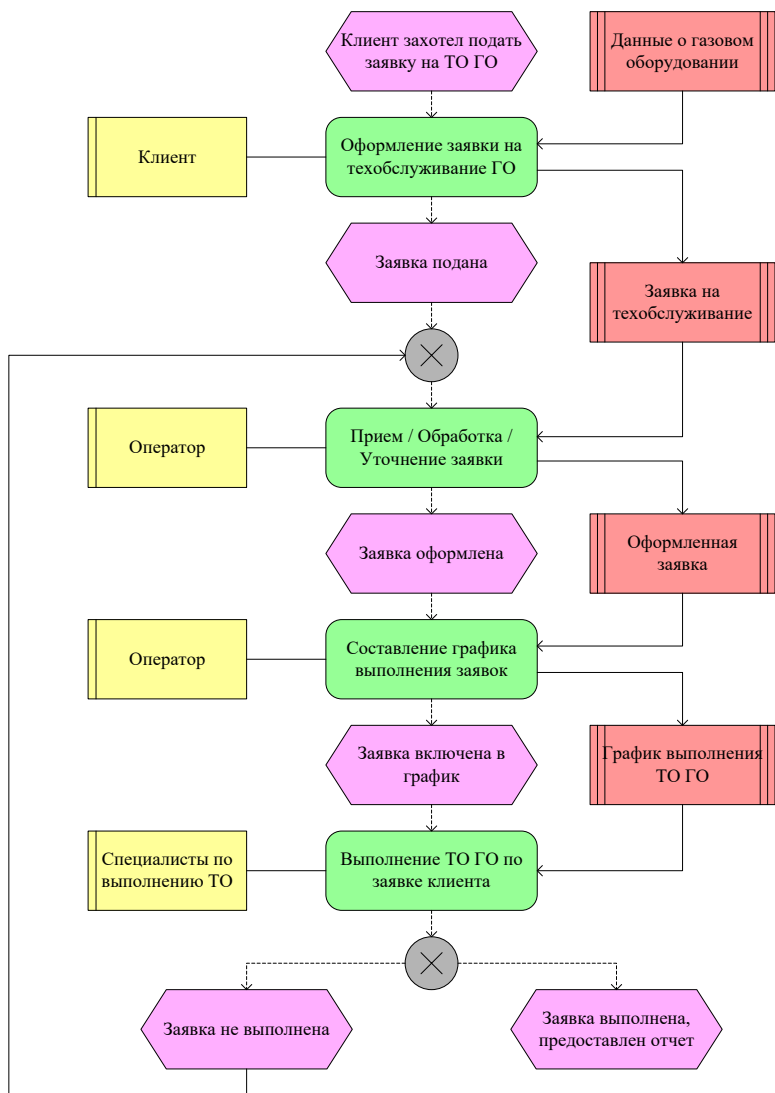 Клиент захотел подать
заявку на ТО ГО
Данные о газовом
оборудовании
Клиент
Оформление заявки на
техобслуживание ГО
Заявка подана
Заявка на
техобслуживание
Оператор
Прием / Обработка /
Уточнение заявки
Заявка оформлена
Оформленная
заявка
Оператор
Составление графика
выполнения заявок
Заявка включена в
график
График выполнения
ТО ГО
Специалисты по
выполнению ТО
Выполнение ТО ГО по
заявке клиента
Заявка не выполнена
Заявка выполнена,
предоставлен отчет